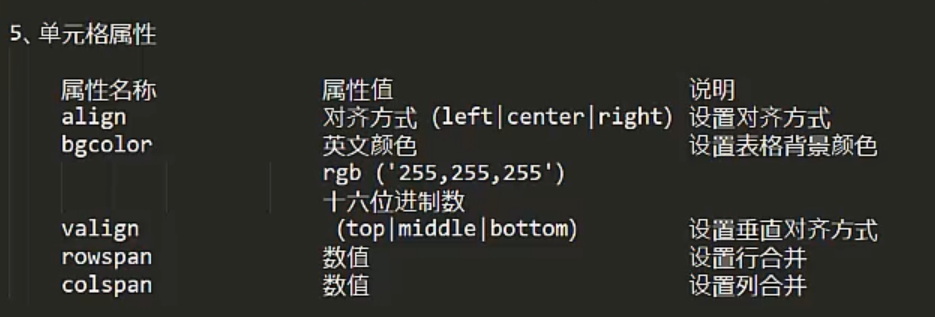 5、单元格属性
属性名称 属性值 说明
align 对齐方式 (left|center|right) 设置对齐方式
bgcolor 英文颜色 设置表格背景颜色
rgb ('255,255,255')
十六位进制数
valign (top|middle|bottom) 设置垂直对齐方式
rowspan 数值 设置行合并
colspan 数值 设置列合并